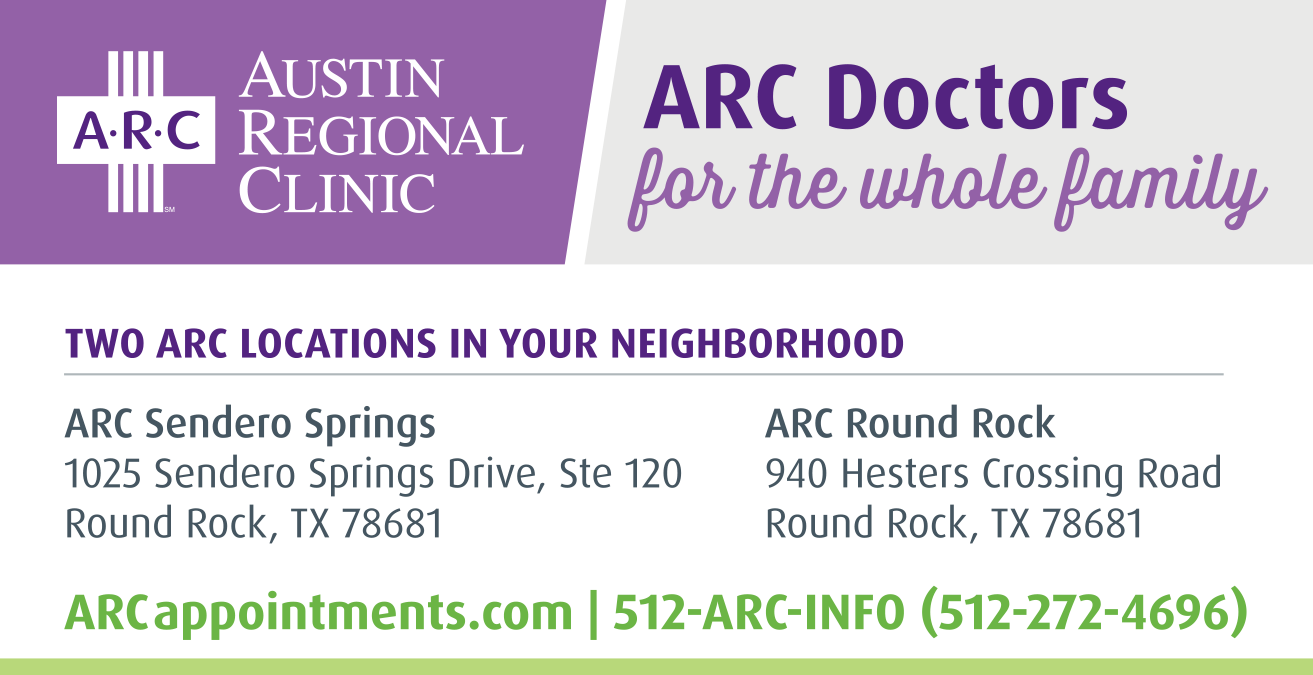 A·R·C
SM
AUSTIN
REGIONAL
CLINIC
ARC Doctors
for the whole family
TWO ARC LOCATIONS IN YOUR NEIGHBORHOOD
ARC Sendero Springs
1025 Sendero Springs Drive, Ste 120
Round Rock, TX 78681
ARC Round Rock
940 Hesters Crossing Road
Round Rock, TX 78681
ARCappointments.com | 512-ARC-INFO (512-272-4696)